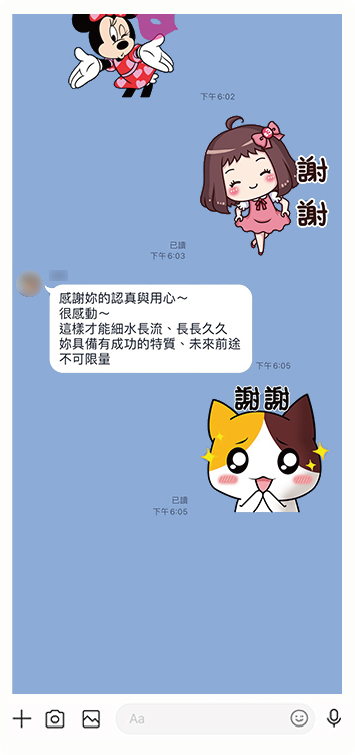 下午 6:02
謝
謝
已讀
下午 6:03
感謝妳的認真與用心～
很感動～
這樣才能細水長流、長長久久
妳具備有成功的特質、未來前途
不可限量
下午 6:05
謝謝
已讀
下午 6:05
Aa